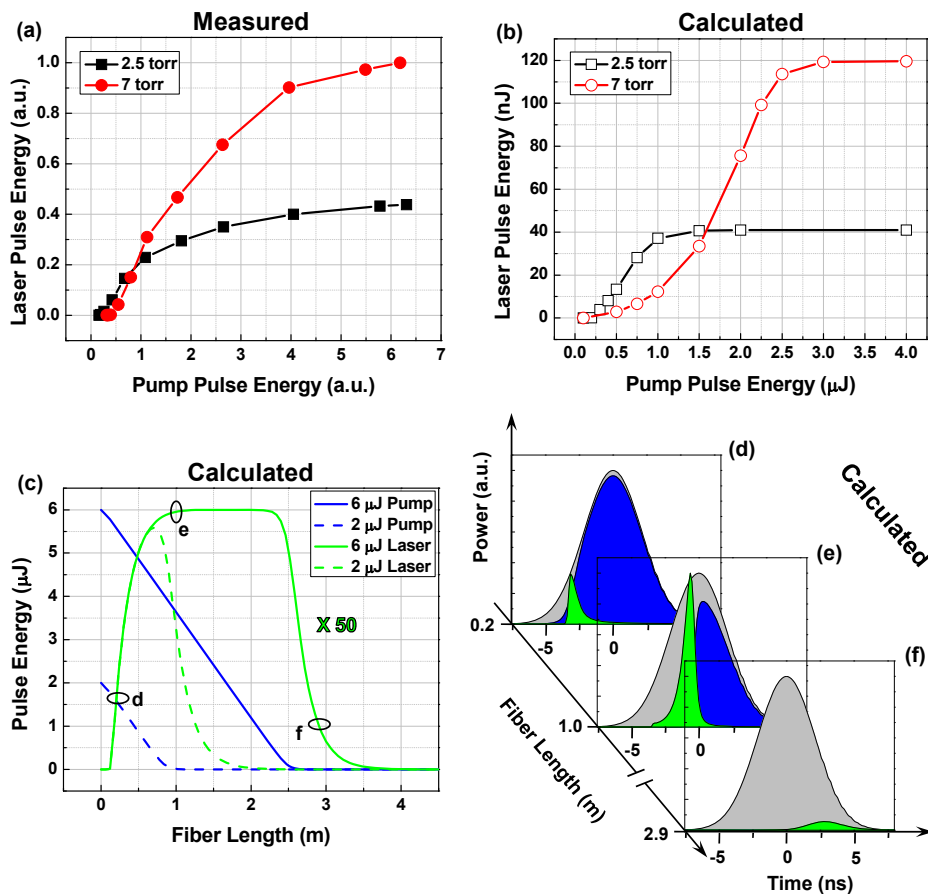 Measured
(a)
2.5 torr
7 torr
Laser Pulse Energy (a.u.)
1.0
0.8
0.6
0.4
0.2
0.0
0 1 2 3 4 5 6 7
Pump Pulse Energy (a.u.)
Calculated
(b)
2.5 torr
7 torr
Laser Pulse Energy (nJ)
120
100
80
60
40
20
0
0.0 0.5 1.0 1.5 2.0 2.5 3.0 3.5 4.0
Pump Pulse Energy (μJ)
Calculated
(c)
6 μJ Pump
2 μJ Pump
6 μJ Laser
2 μJ Laser
X 50
e
d
f
Pulse Energy (μJ)
6
5
4
3
2
1
0
0 1 2 3 4
Fiber Length (m)
Calculated
(d)
Power (a.u.)
0.2
-5 0
(e)
1.0
-5 0
(f)
2.9
-5 0 5
Fiber Length (m)
Time (ns)